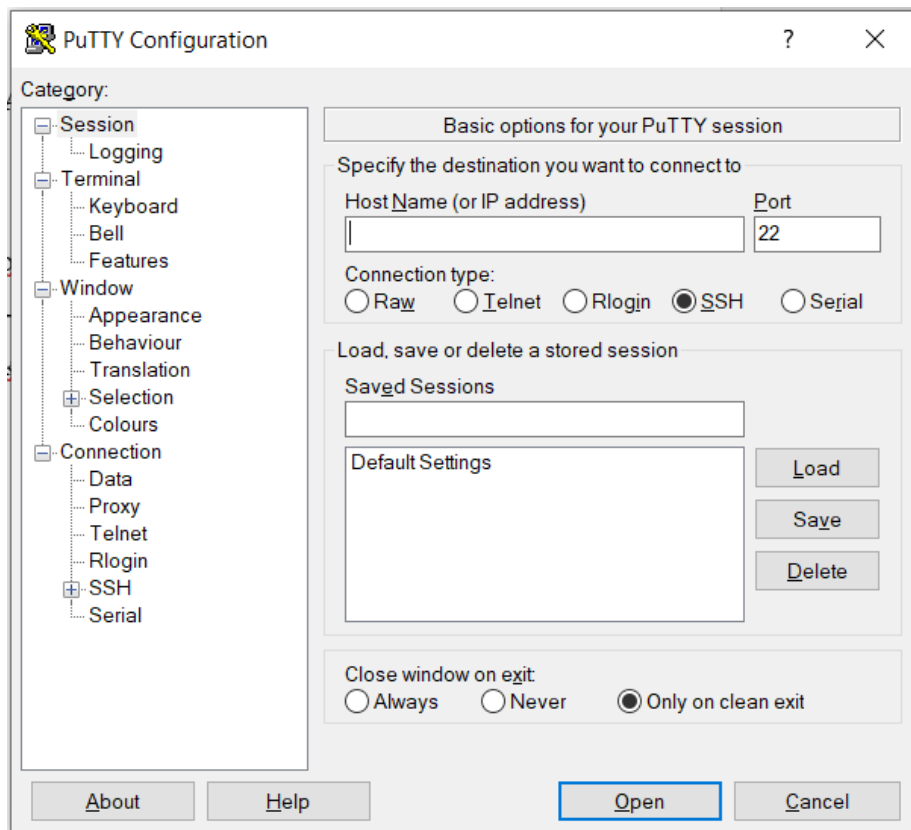 PuTTY Configuration
?
Category:
Session
Logging
Terminal
Keyboard
Bell
Features
Window
Appearance
Behaviour
Translation
Selection
Colours
Connection
Data
Proxy
Telnet
Rlogin
SSH
Serial
Basic options for your PuTTY session
Specify the destination you want to connect to
Host Name (or IP address) Port
22
Connection type:
Raw Telnet Rlogin SSH Serial
Load, save or delete a stored session
Saved Sessions
Default Settings
Load
Save
Delete
Close window on exit:
Always Never Only on clean exit
About Help Open Cancel